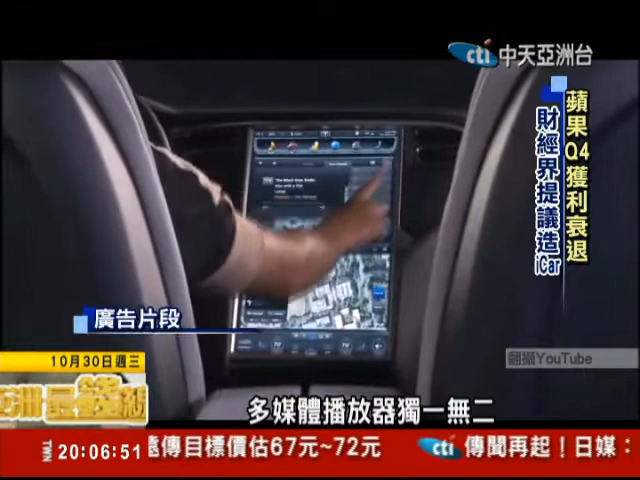 cti 中天亞洲台
蘋果Q4獲利衰退
財經界提議造iCar
廣告片段
翻攝YouTube
10月30日週三
多媒體播放器獨一無二
TWN 20:06:51
傳目標價估67元~72元 cti 傳聞再起！日媒：